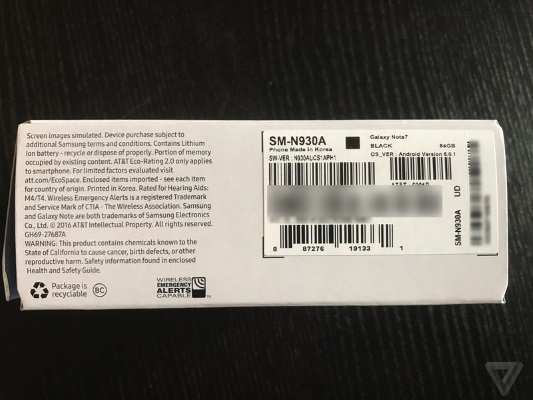 Screen images simulated. Device purchase subject to
additional Samsung terms and conditions. Contains Lithium
Ion battery - recycle or dispose of properly. Portion of memory
occupied by existing content. AT&T Eco-Rating 2.0 only applies
to smartphone. For limited factors evaluated visit
att.com/EcoSpace. Enclosed items imported - see each item
for country of origin. Printed in Korea. Rated for Hearing Aids:
M4/T4. Wireless Emergency Alerts is a registered Trademark
and Service Mark of CTIA - The Wireless Association. Samsung
and Galaxy Note are both trademarks of Samsung Electronics
Co., Ltd. © 2016 AT&T Intellectual Property. All rights reserved.
GH69-27687A
WARNING: This product contains chemicals known to the
State of California to cause cancer, birth defects, or other
reproductive harm. Safety information found in enclosed
Health and Safety Guide.
Package is
recyclable
BC
WIRELESS
EMERGENCY
ALERTS
CAPABLE
SM-N930A
Phone Made in Korea
SW-VER : N930AUCS1APH1
Galaxy Note7
BLACK 64GB
OS_VER : Android Version 6.0.1
8 87276 19133 1
SM-N930A UD